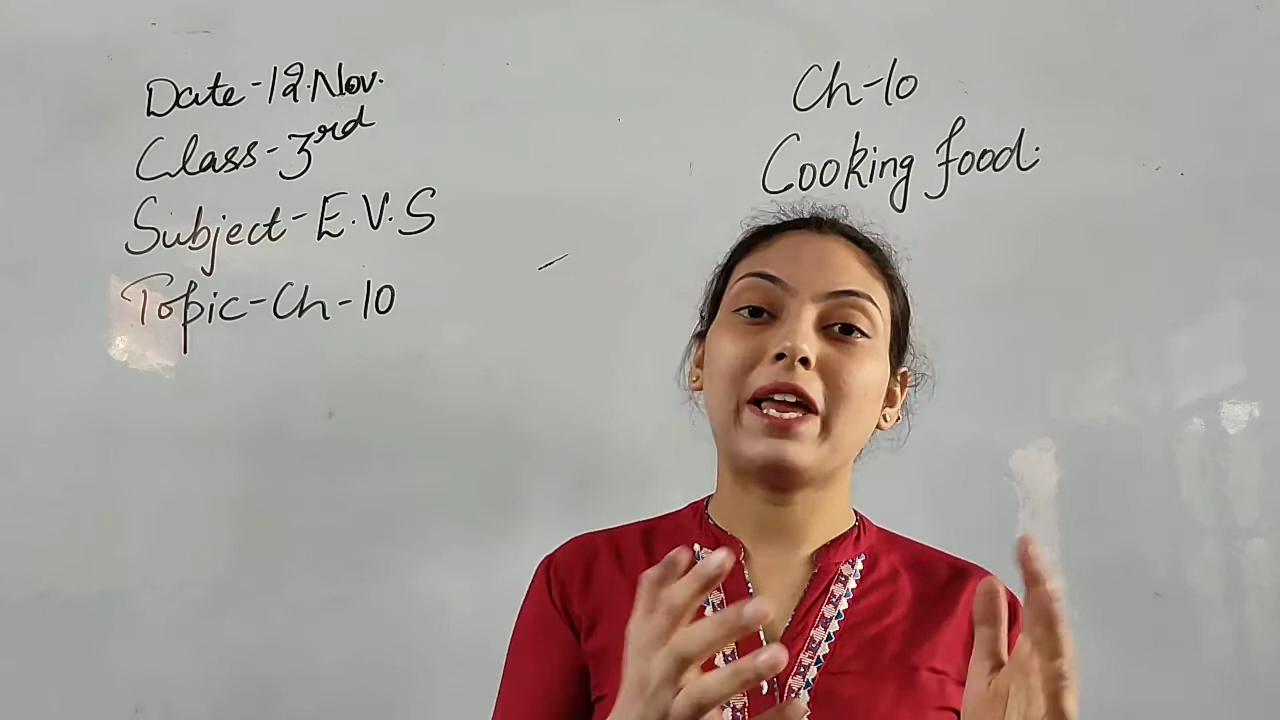 Date-12.Nov.
Class-3rd
Subject-E.V.S
Topic-Ch-10
Ch-10
Cooking food.